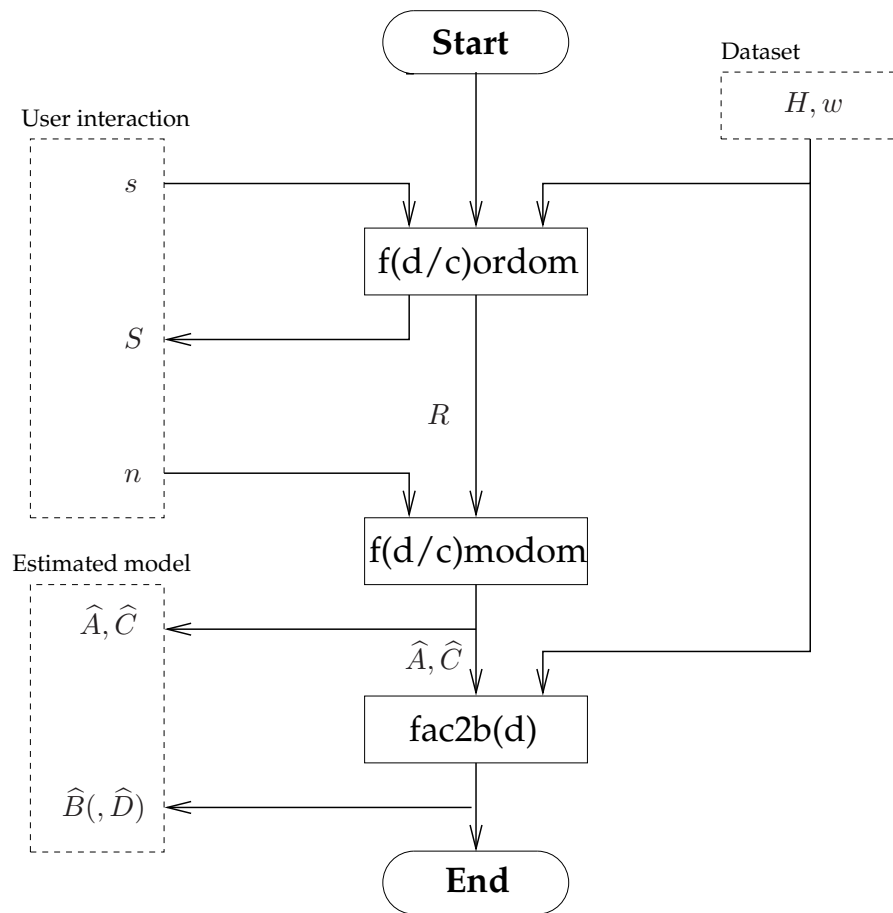 Start
Dataset
H, w
User interaction
s
f(d/c)ordom
S
R
n
f(d/c)modom
Estimated model
Â, Ĉ
Â, Ĉ
fac2b(d)
B̂(, D̂)
End